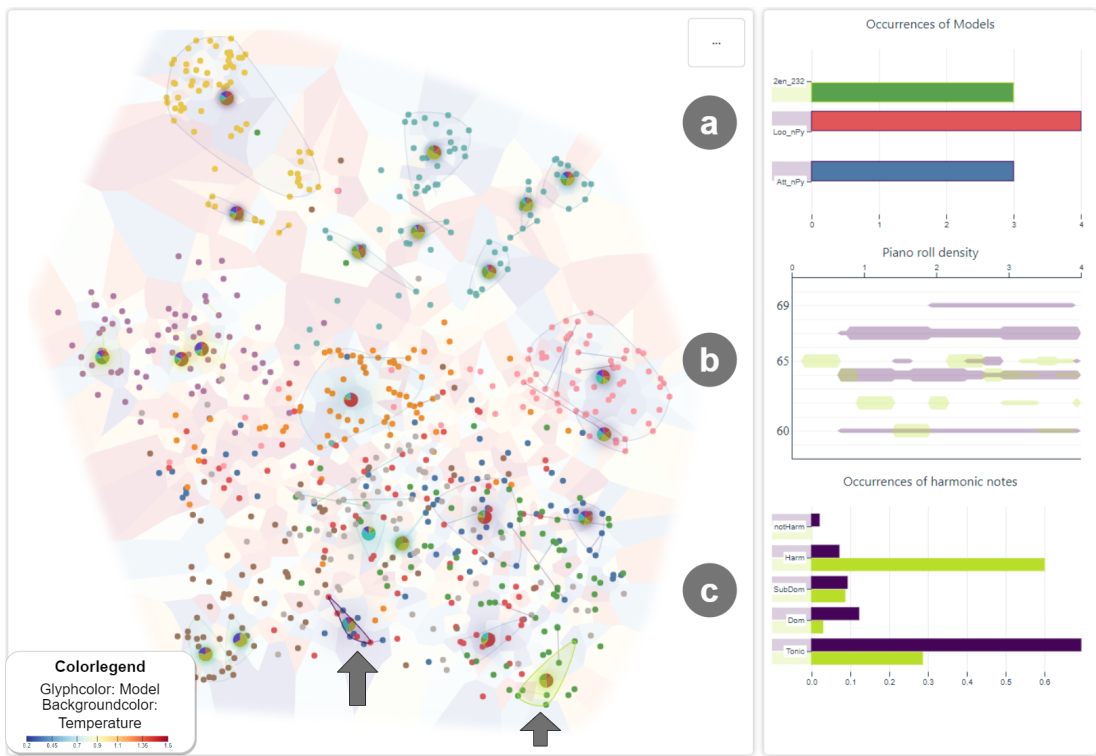 ...
a
b
c
Colorlegend
Glyphcolor: Model
Backgroundcolor:
Temperature
0.2 0.45 0.7 0.9 1.1 1.35 1.6
Occurrences of Models
2en_232
Loo_nPy
Att_nPy
0 1 2 3 4
Piano roll density
0 1 2 3 4
69
65
60
Occurrences of harmonic notes
notHarm
Harm
SubDom
Dom
Tonic
0.0 0.1 0.2 0.3 0.4 0.5 0.6